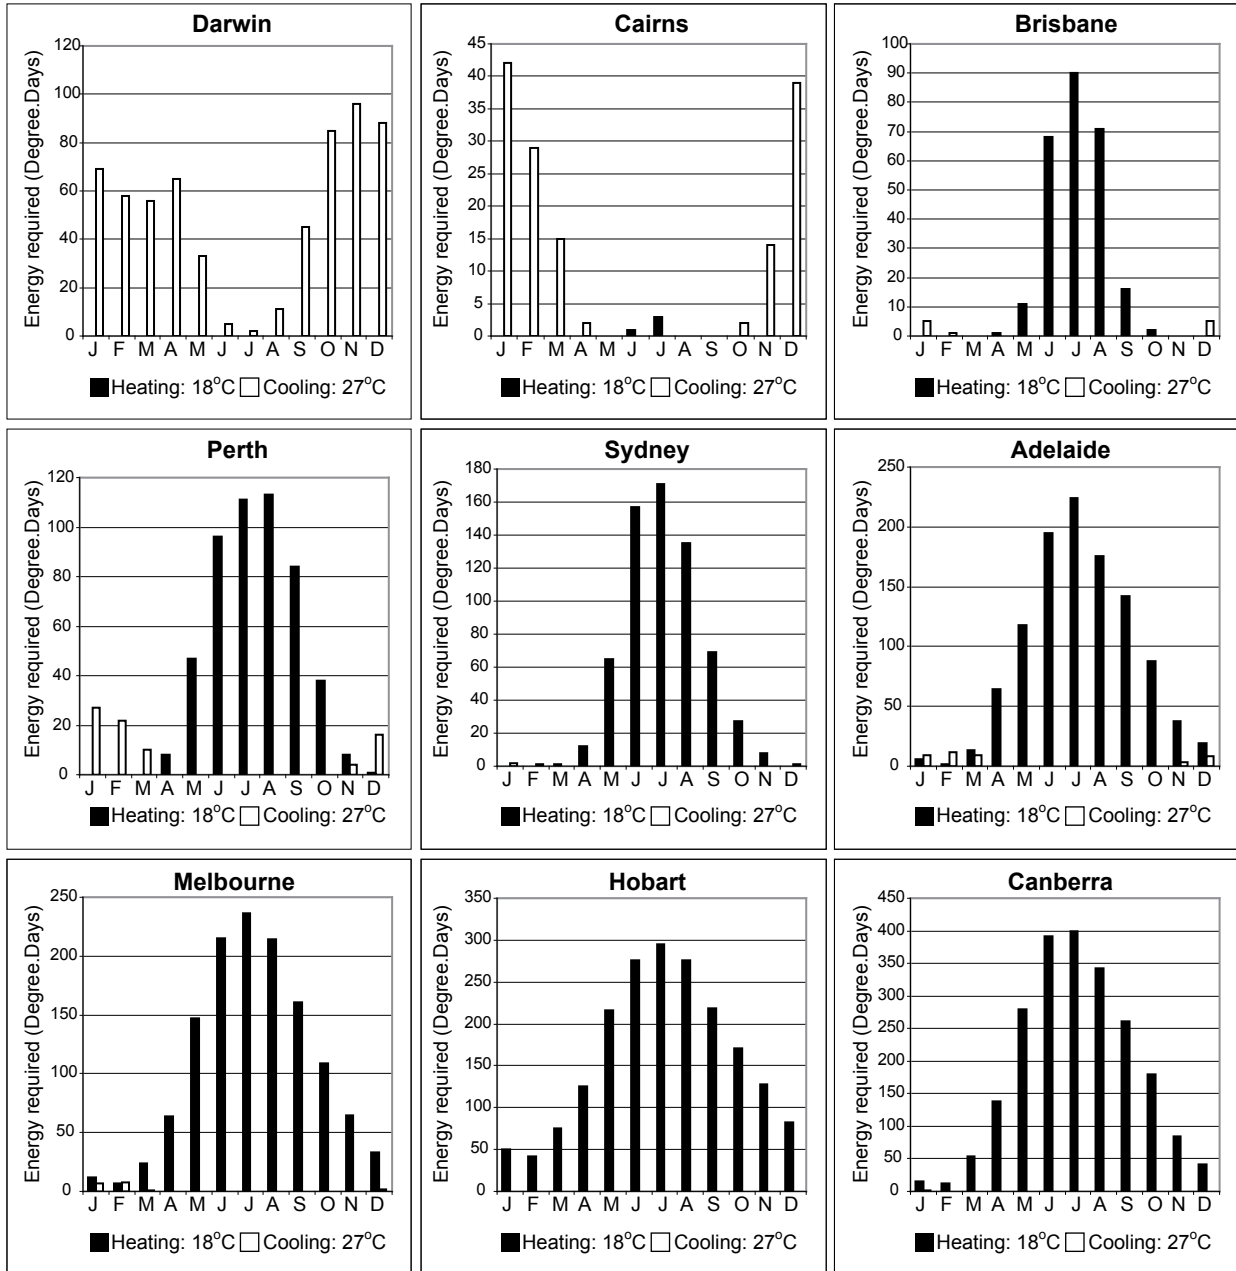 Darwin
Energy required (Degree.Days)
120
100
80
60
40
20
0
J F M A M J J A S O N D
Heating: 18°C Cooling: 27°C
Cairns
Energy required (Degree.Days)
45
40
35
30
25
20
15
10
5
0
J F M A M J J A S O N D
Heating: 18°C Cooling: 27°C
Brisbane
Energy required (Degree.Days)
100
90
80
70
60
50
40
30
20
10
0
J F M A M J J A S O N D
Heating: 18°C Cooling: 27°C
Perth
Energy required (Degree.Days)
120
100
80
60
40
20
0
J F M A M J J A S O N D
Heating: 18°C Cooling: 27°C
Sydney
Energy required (Degree.Days)
180
160
140
120
100
80
60
40
20
0
J F M A M J J A S O N D
Heating: 18°C Cooling: 27°C
Adelaide
Energy required (Degree.Days)
250
200
150
100
50
0
J F M A M J J A S O N D
Heating: 18°C Cooling: 27°C
Melbourne
Energy required (Degree.Days)
250
200
150
100
50
0
J F M A M J J A S O N D
Heating: 18°C Cooling: 27°C
Hobart
Energy required (Degree.Days)
350
300
250
200
150
100
50
0
J F M A M J J A S O N D
Heating: 18°C Cooling: 27°C
Canberra
Energy required (Degree.Days)
450
400
350
300
250
200
150
100
50
0
J F M A M J J A S O N D
Heating: 18°C Cooling: 27°C